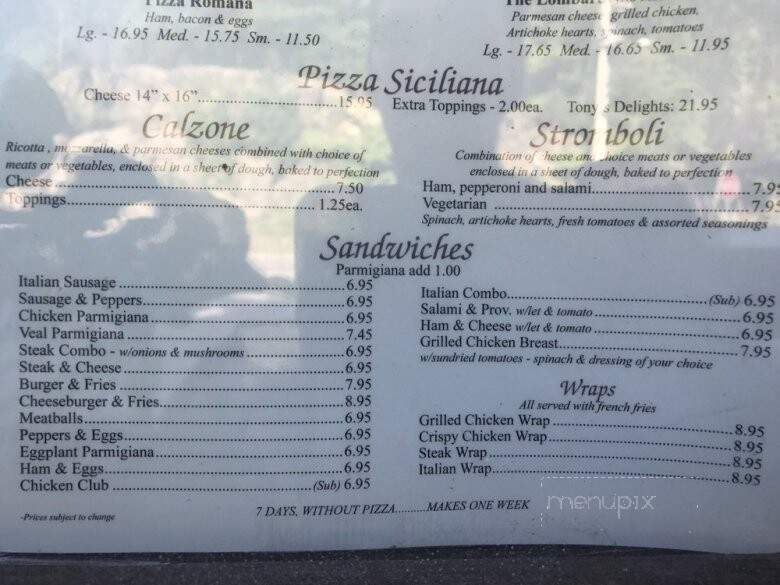 Pizza Romana
Ham, bacon & eggs
Lg. - 16.95 Med. - 15.75 Sm. - 11.50
Parmesan cheese, grilled chicken,
Artichoke hearts, spinach, tomatoes
Lg. - 17.65 Med. - 16.65 Sm. - 11.95
Pizza Siciliana
Cheese 14” x 16”.....................................15.95 Extra Toppings - 2.00ea. Tony's Delights: 21.95
Calzone
Ricotta , mozzarella, & parmesan cheeses combined with choice of
meats or vegetables, enclosed in a sheet of dough, baked to perfection
Cheese.......................................................................7.50
Toppings................................................................1.25ea.
Stromboli
Combination of cheese and choice meats or vegetables
enclosed in a sheet of dough, baked to perfection
Ham, pepperoni and salami........................................7.95
Vegetarian ................................................................7.95
Spinach, artichoke hearts, fresh tomatoes & assorted seasonings
Sandwiches
Parmigiana add 1.00
Italian Sausage .........................................................6.95
Sausage & Peppers....................................................6.95
Chicken Parmigiana..................................................6.95
Veal Parmigiana .......................................................7.45
Steak Combo - w/onions & mushrooms........................6.95
Steak & Cheese.........................................................6.95
Burger & Fries..........................................................7.95
Cheeseburger & Fries................................................8.95
Meatballs..................................................................6.95
Peppers & Eggs.........................................................6.95
Eggplant Parmigiana.................................................6.95
Ham & Eggs.............................................................6.95
Chicken Club ...................................................(Sub) 6.95
Italian Combo...................................................(Sub) 6.95
Salami & Prov. w/let & tomato...................................6.95
Ham & Cheese w/let & tomato...................................6.95
Grilled Chicken Breast...............................................7.95
w/sundried tomatoes - spinach & dressing of your choice
Wraps
All served with french fries
Grilled Chicken Wrap ...............................................8.95
Crispy Chicken Wrap................................................8.95
Steak Wrap...............................................................8.95
Italian Wrap..............................................................8.95
-Prices subject to change
7 DAYS, WITHOUT PIZZA..........MAKES ONE WEEK
menupix